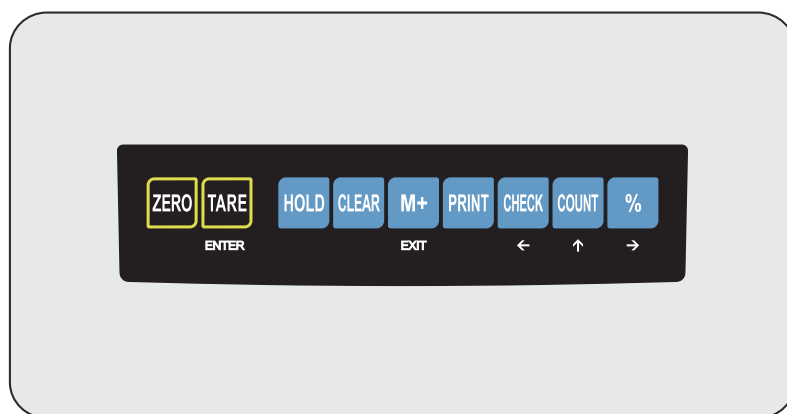 ZERO TARE HOLD CLEAR M+ PRINT CHECK COUNT %
ENTER EXIT ← ↑ →